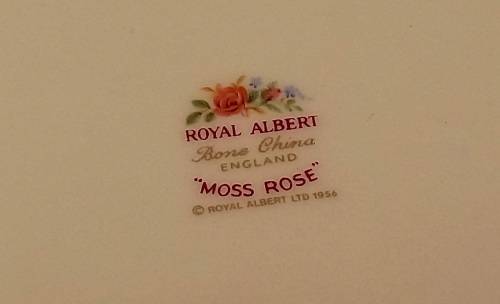 ROYAL ALBERT
Bone China
ENGLAND
"MOSS ROSE"
© ROYAL ALBERT LTD 1956